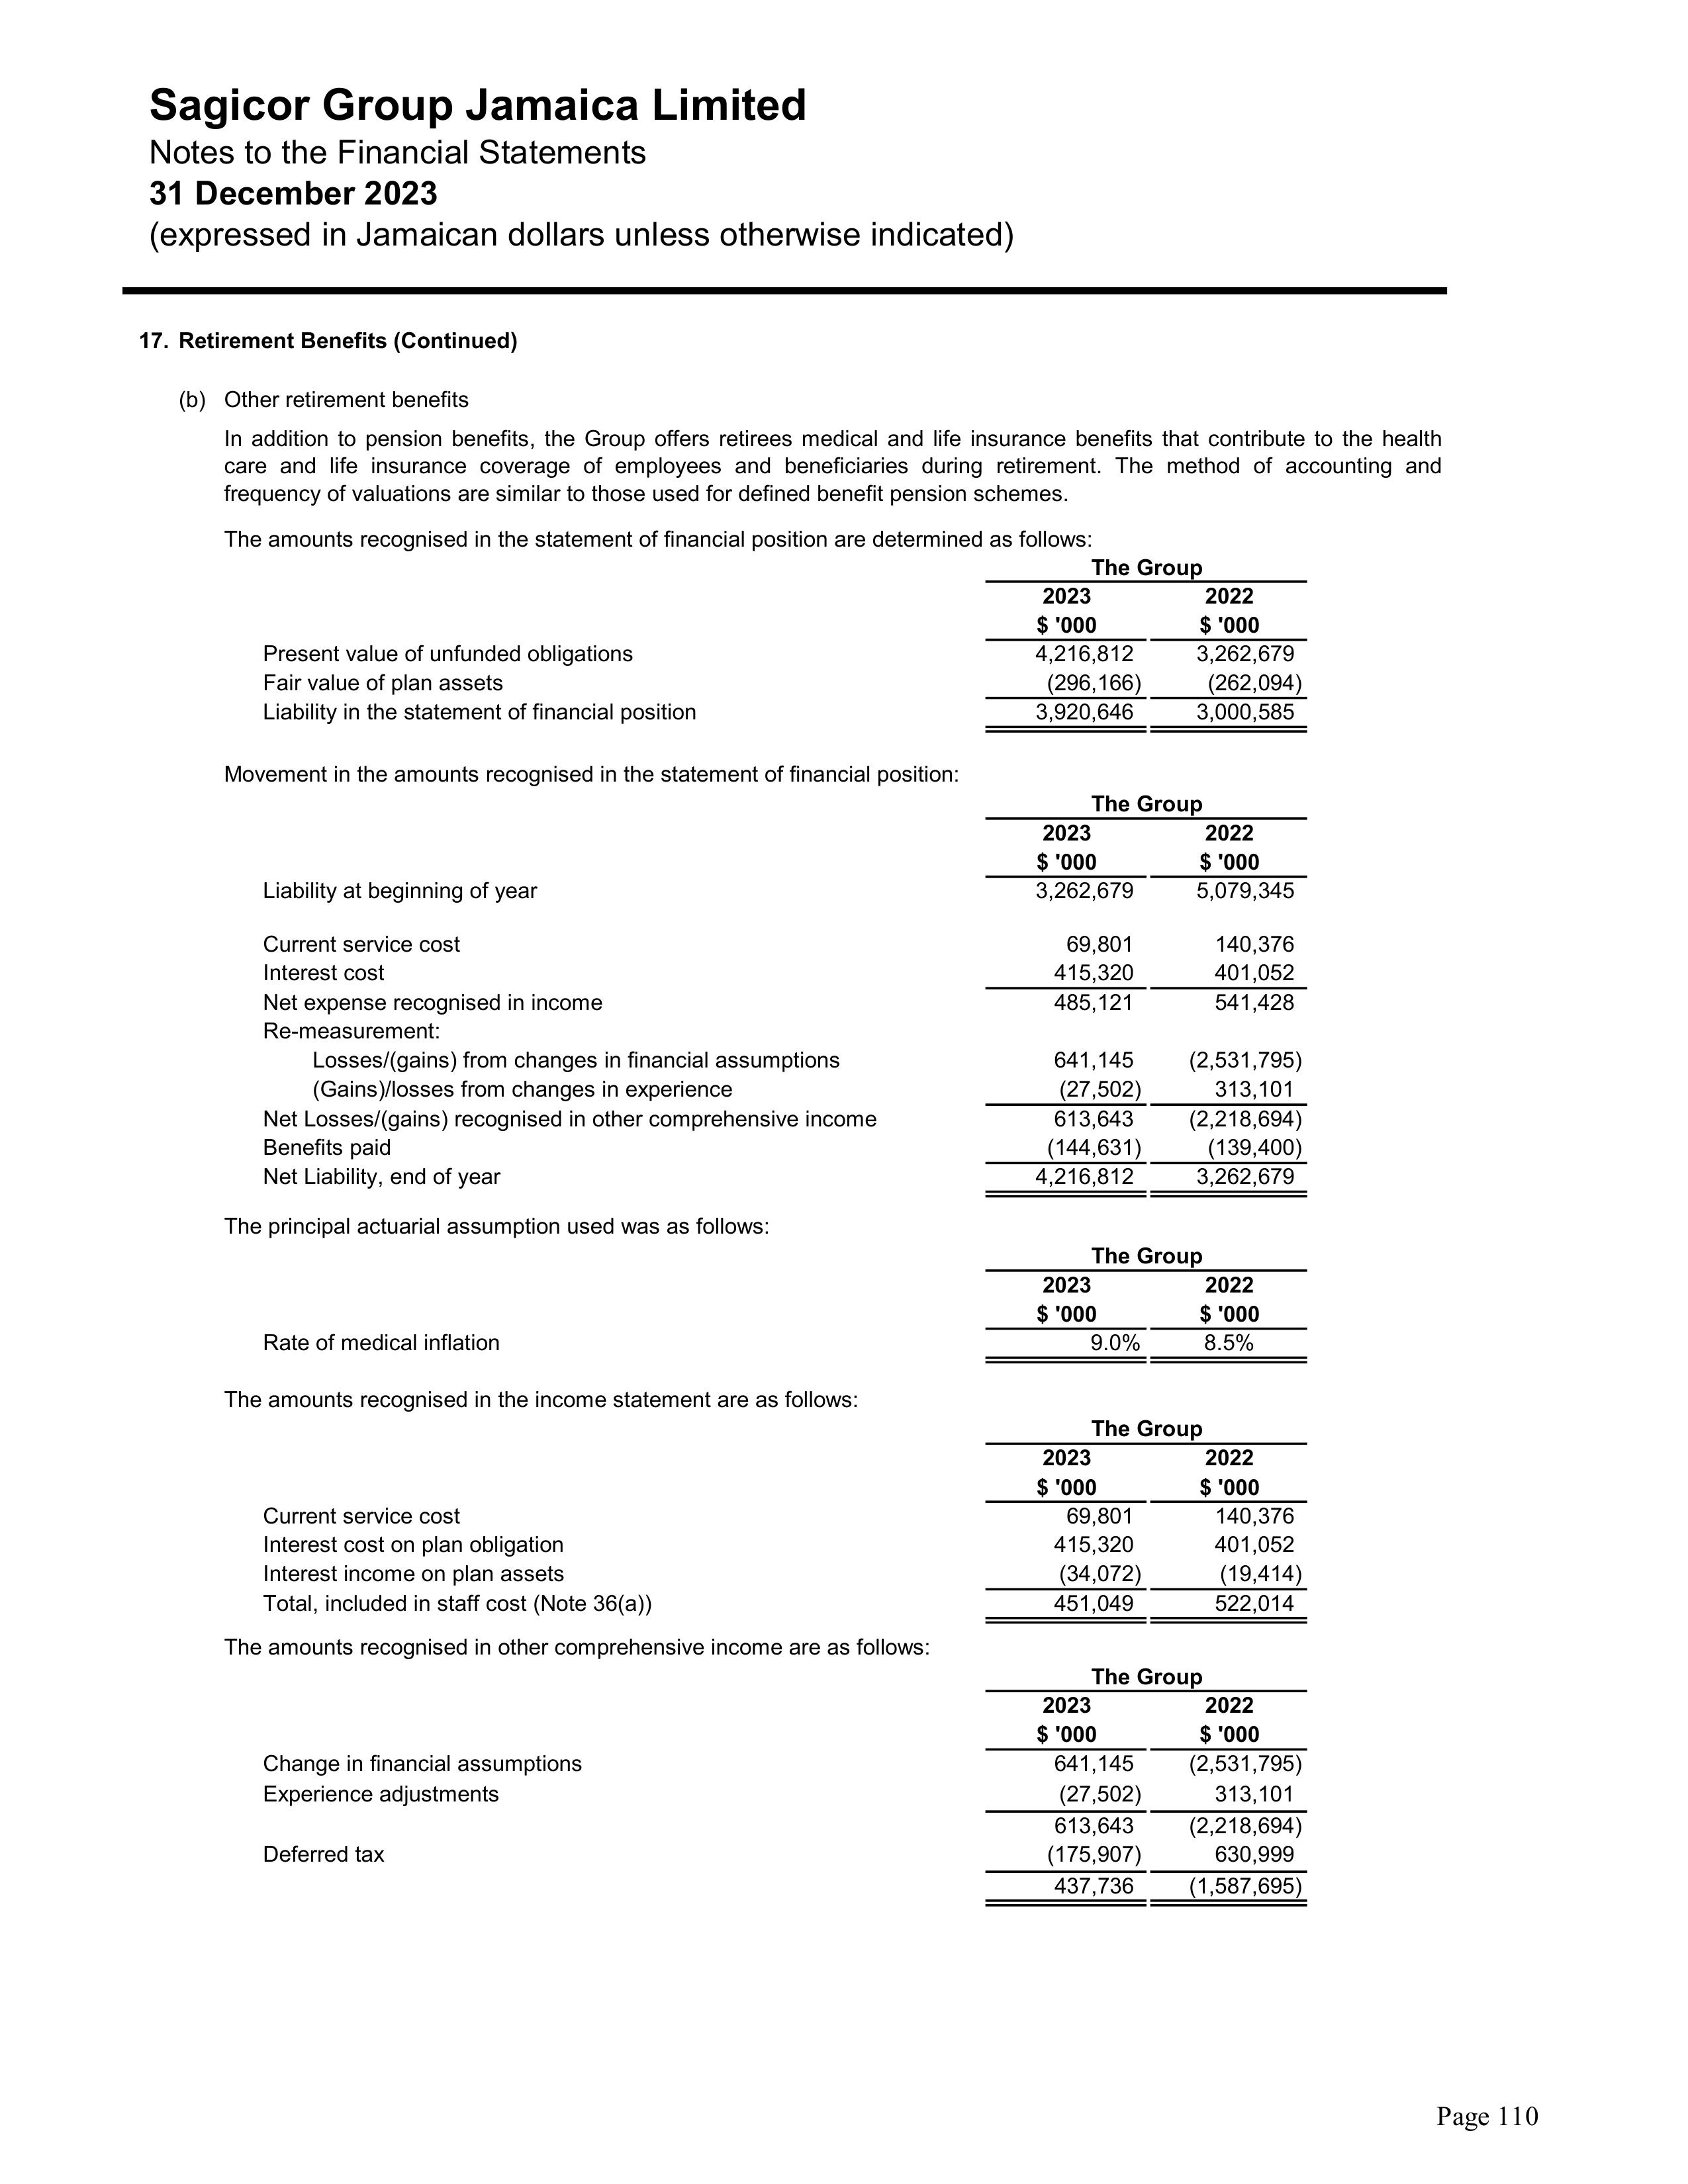 Sagicor Group Jamaica Limited
Notes to the Financial Statements
31 December 2023
(expressed in Jamaican dollars unless otherwise indicated)
17. Retirement Benefits (Continued)
(b) Other retirement benefits
In addition to pension benefits, the Group offers retirees medical and life insurance benefits that contribute to the health
care and life insurance coverage of employees and beneficiaries during retirement. The method of accounting and
frequency of valuations are similar to those used for defined benefit pension schemes.
The amounts recognised in the statement of financial position are determined as follows:
The Group
2023 2022
$ '000 $ '000
Present value of unfunded obligations 4,216,812 3,262,679
Fair value of plan assets (296,166) (262,094)
Liability in the statement of financial position 3,920,646 3,000,585
Movement in the amounts recognised in the statement of financial position:
The Group
2023 2022
$ '000 $ '000
Liability at beginning of year 3,262,679 5,079,345
Current service cost 69,801 140,376
Interest cost 415,320 401,052
Net expense recognised in income 485,121 541,428
Re-measurement:
Losses/(gains) from changes in financial assumptions 641,145 (2,531,795)
(Gains)/losses from changes in experience (27,502) 313,101
Net Losses/(gains) recognised in other comprehensive income 613,643 (2,218,694)
Benefits paid (144,631) (139,400)
Net Liability, end of year 4,216,812 3,262,679
The principal actuarial assumption used was as follows:
The Group
2023 2022
$ '000 $ '000
Rate of medical inflation 9.0% 8.5%
The amounts recognised in the income statement are as follows:
The Group
2023 2022
$ '000 $ '000
Current service cost 69,801 140,376
Interest cost on plan obligation 415,320 401,052
Interest income on plan assets (34,072) (19,414)
Total, included in staff cost (Note 36(a)) 451,049 522,014
The amounts recognised in other comprehensive income are as follows:
The Group
2023 2022
$ '000 $ '000
Change in financial assumptions 641,145 (2,531,795)
Experience adjustments (27,502) 313,101
613,643 (2,218,694)
Deferred tax (175,907) 630,999
437,736 (1,587,695)
Page 110